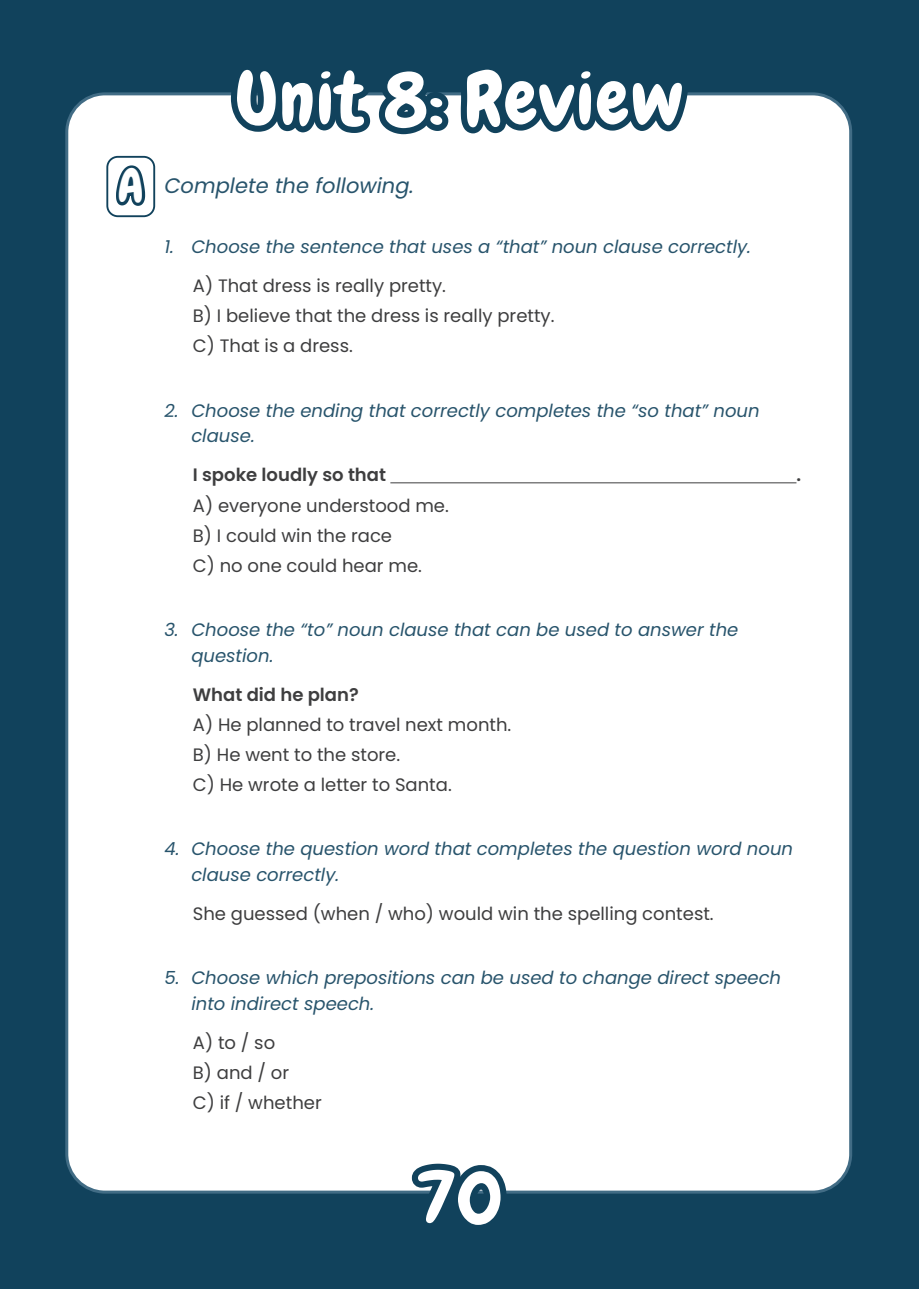 Unit 8: Review
A Complete the following.
1. Choose the sentence that uses a “that” noun clause correctly.
A) That dress is really pretty.
B) I believe that the dress is really pretty.
C) That is a dress.
2. Choose the ending that correctly completes the “so that” noun
clause.
I spoke loudly so that ______________________________________.
A) everyone understood me.
B) I could win the race
C) no one could hear me.
3. Choose the “to” noun clause that can be used to answer the
question.
What did he plan?
A) He planned to travel next month.
B) He went to the store.
C) He wrote a letter to Santa.
4. Choose the question word that completes the question word noun
clause correctly.
She guessed (when / who) would win the spelling contest.
5. Choose which prepositions can be used to change direct speech
into indirect speech.
A) to / so
B) and / or
C) if / whether
70